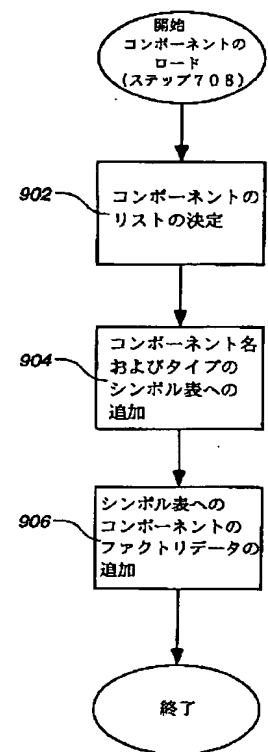 開始
コンポーネントの
ロード
(ステップ708)
902
コンポーネントの
リストの決定
904
コンポーネント名
およびタイプの
シンボル表への
追加
906
シンボル表への
コンポーネントの
ファクトリデータの
追加
終了